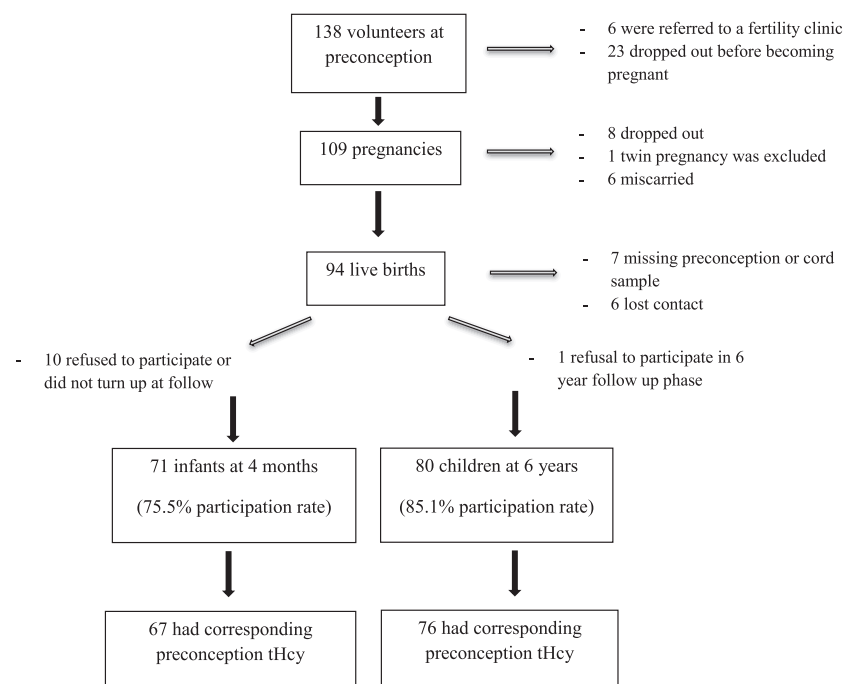 138 volunteers at
preconception
- 6 were referred to a fertility clinic
- 23 dropped out before becoming
pregnant
109 pregnancies
- 8 dropped out
- 1 twin pregnancy was excluded
- 6 miscarried
94 live births
- 7 missing preconception or cord
sample
- 6 lost contact
- 10 refused to participate or
did not turn up at follow
- 1 refusal to participate in 6
year follow up phase
71 infants at 4 months
(75.5% participation rate)
80 children at 6 years
(85.1% participation rate)
67 had corresponding
preconception tHcy
76 had corresponding
preconception tHcy